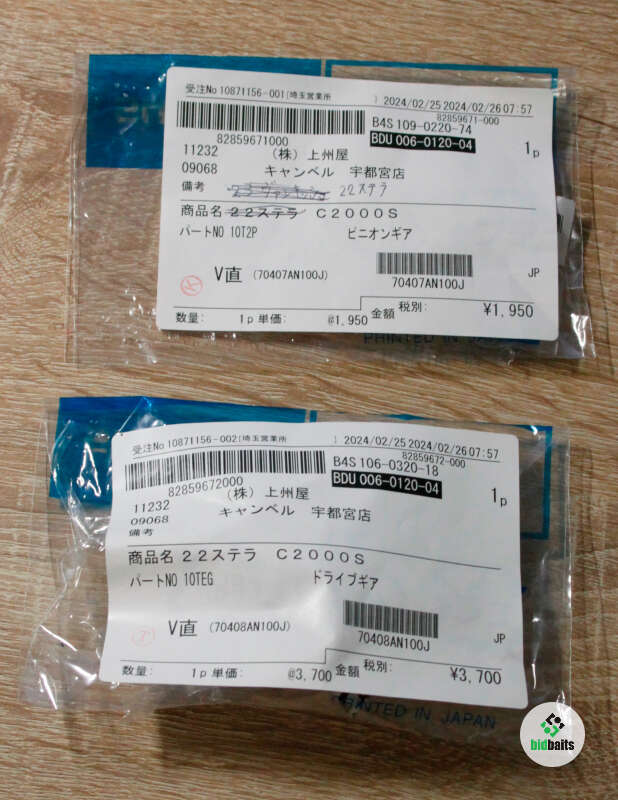 受注No 10871156-001 [埼玉営業所 ) 2024/02/25 2024/02/26 07:57
82859671-000
B4S 109-0220-74
82859671000
BDU 006-0120-04
1p
11232 (株) 上州屋
09068 キャンベル 宇都宮店
備考 22ステラ
商品名 22ステラ C2000S
パートNO 10T2P ピニオンギア
V直 (70407AN100J)
70407AN100J
JP
数量: 1p 単価: @1,950 金額 税別: ¥1,950
PRINTED IN
受注No 10871156-002 [埼玉営業所 ) 2024/02/25 2024/02/26 07:57
82859672-000
B4S 106-0320-18
82859672000
BDU 006-0120-04
1p
11232 (株) 上州屋
09068 キャンベル 宇都宮店
備考
商品名 22ステラ C2000S
パートNO 10TEG ドライブギア
V直 (70408AN100J)
70408AN100J
JP
数量: 1p 単価: @3,700 金額 税別: ¥3,700
PRINTED IN JAPAN
bidbaits